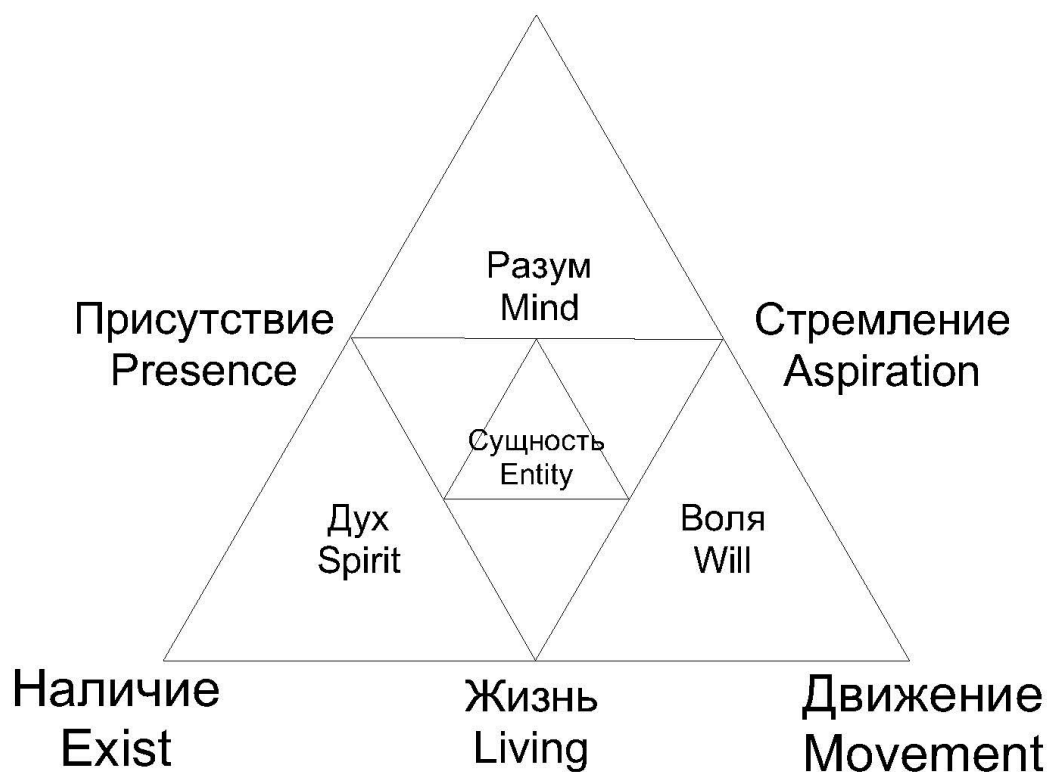 Разум
Mind
Присутствие
Presence
Стремление
Aspiration
Сущность
Entity
Дух
Spirit
Воля
Will
Наличие
Exist
Жизнь
Living
Движение
Movement